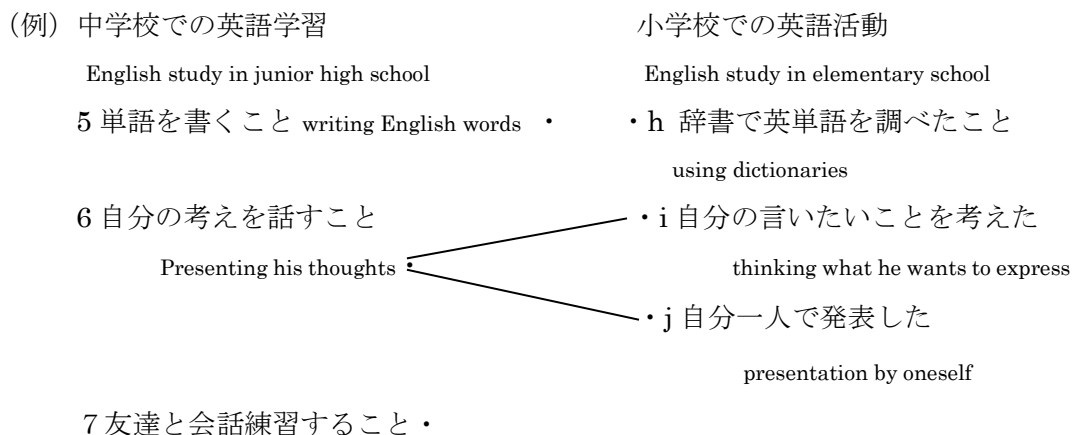 (例) 中学校での英語学習 小学校での英語活動
English study in junior high school English study in elementary school
5 単語を書くこと writing English words ・ ・h 辞書で英単語を調べたこと
using dictionaries
6 自分の考えを話すこと ・i 自分の言いたいことを考えた
Presenting his thoughts ・ thinking what he wants to express
・j 自分一人で発表した
presentation by oneself
7 友達と会話練習すること・